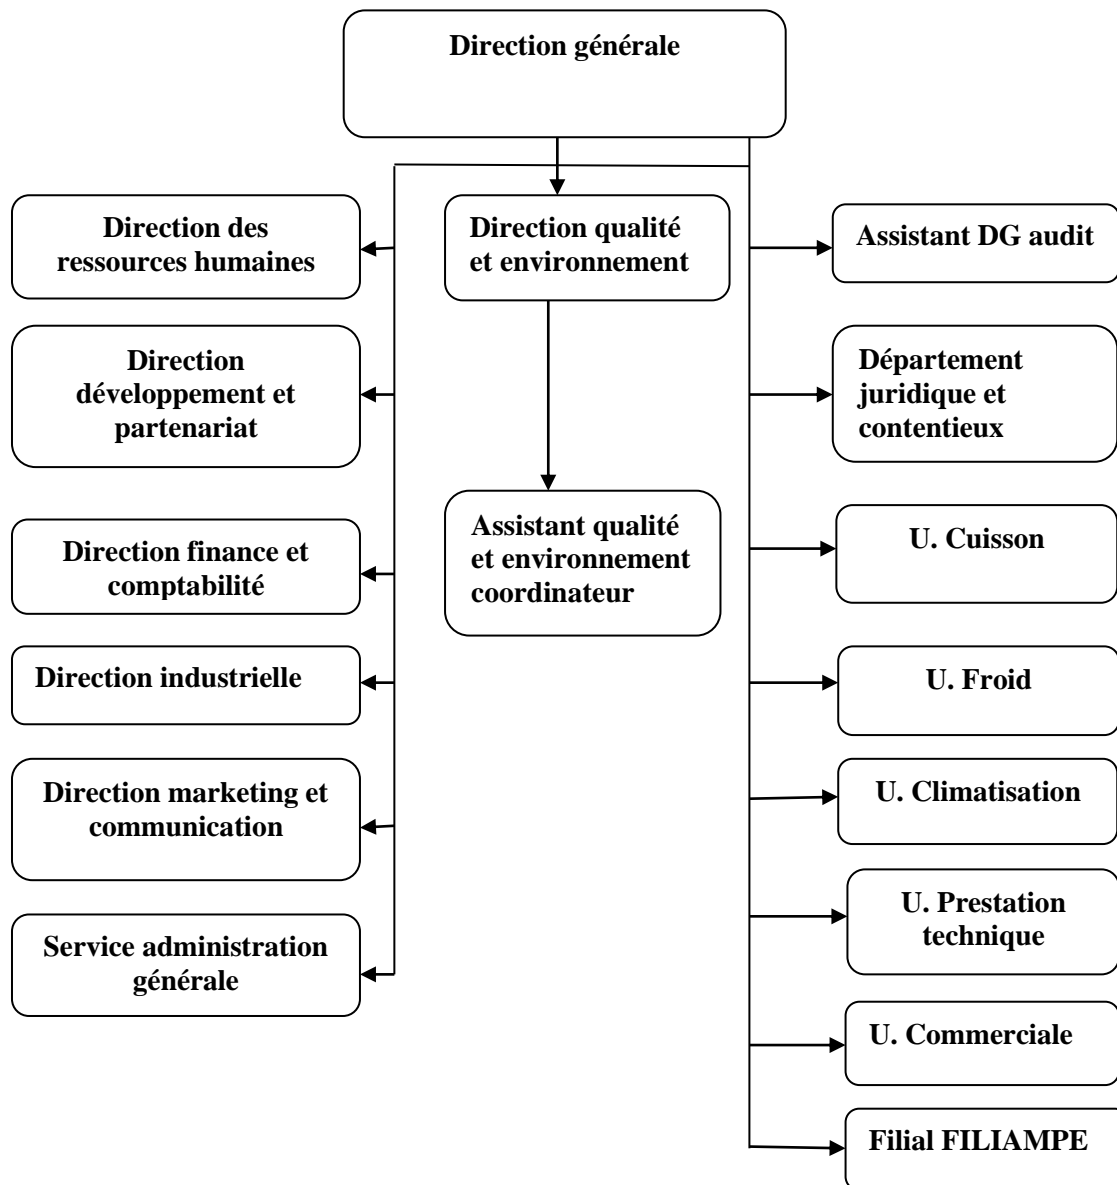 Direction générale
Direction des
ressources humaines
Direction qualité
et environnement
Assistant DG audit
Direction
développement et
partenariat
Département
juridique et
contentieux
Direction finance et
comptabilité
Assistant qualité
et environnement
coordinateur
U. Cuisson
Direction industrielle
U. Froid
Direction marketing et
communication
U. Climatisation
Service administration
générale
U. Prestation
technique
U. Commerciale
Filial FILIAMPE